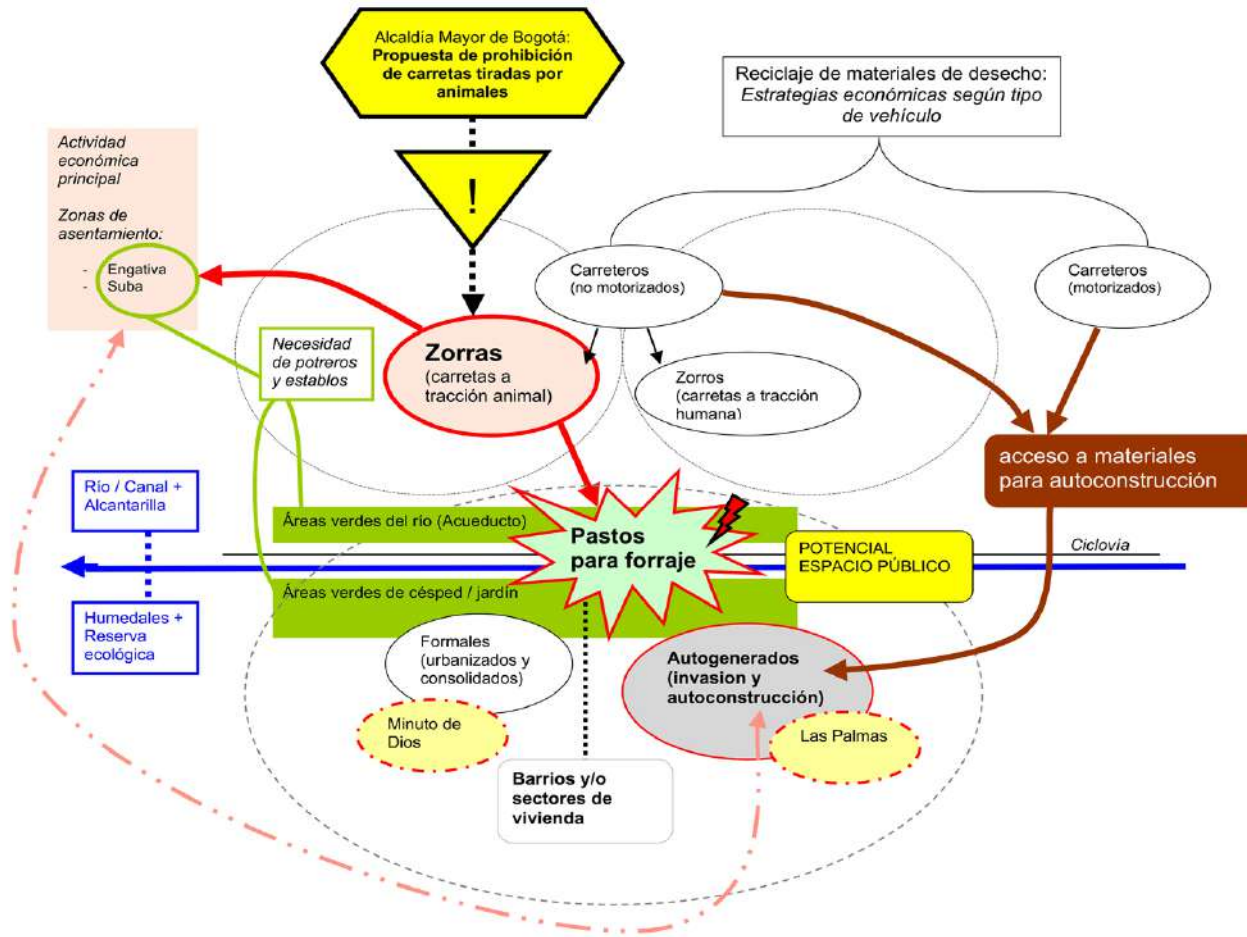 Alcaldía Mayor de Bogotá:
Propuesta de prohibición
de carretas tiradas por
animales
!
Reciclaje de materiales de desecho:
Estrategias económicas según tipo
de vehículo
Actividad
económica
principal
Zonas de
asentamiento:
- Engativa
- Suba
Carreteros
(no motorizados)
Carreteros
(motorizados)
Necesidad
de potreros
y establos
Zorras
(carretas a
tracción animal)
Zorros
(carretas a tracción
humana)
acceso a materiales
para autoconstrucción
Río / Canal +
Alcantarilla
Áreas verdes del río (Acueducto)
Pastos
para forraje
POTENCIAL
ESPACIO PÚBLICO
Ciclovía
Áreas verdes de césped / jardín
Humedales +
Reserva
ecológica
Formales
(urbanizados y
consolidados)
Autogenerados
(invasion y
autoconstrucción)
Minuto de
Dios
Las Palmas
Barrios y/o
sectores de
vivienda